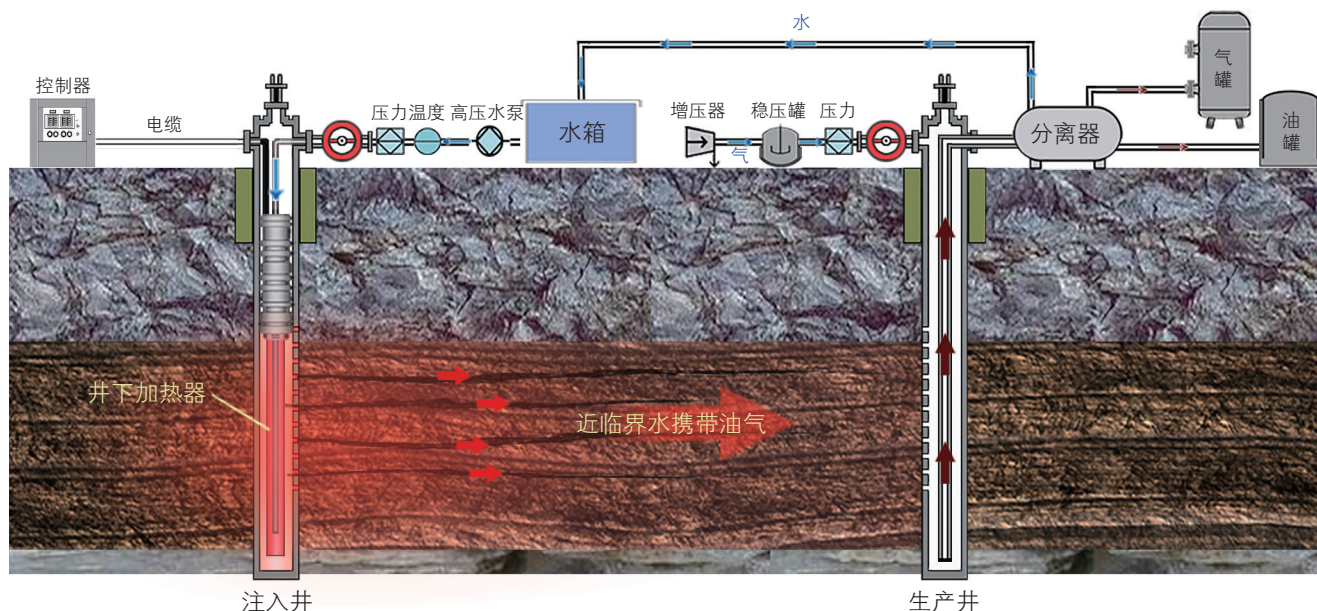 水
控制器
电缆
压力
温度
高压水泵
水箱
增压器
稳压罐
压力
气
分离器
气罐
油罐
井下加热器
近临界水携带油气
注入井
生产井